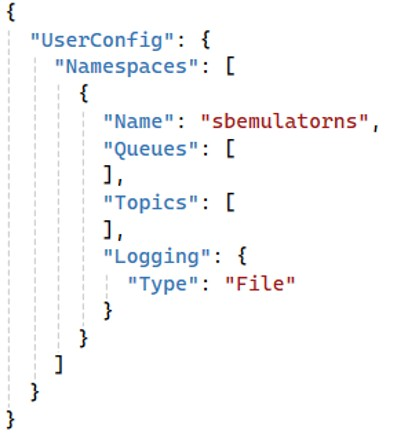 {
  "UserConfig": {
    "Namespaces": [
      {
        "Name": "sbemulatorns",
        "Queues": [
        ],
        "Topics": [
        ],
        "Logging": {
          "Type": "File"
        }
      }
    ]
  }
}